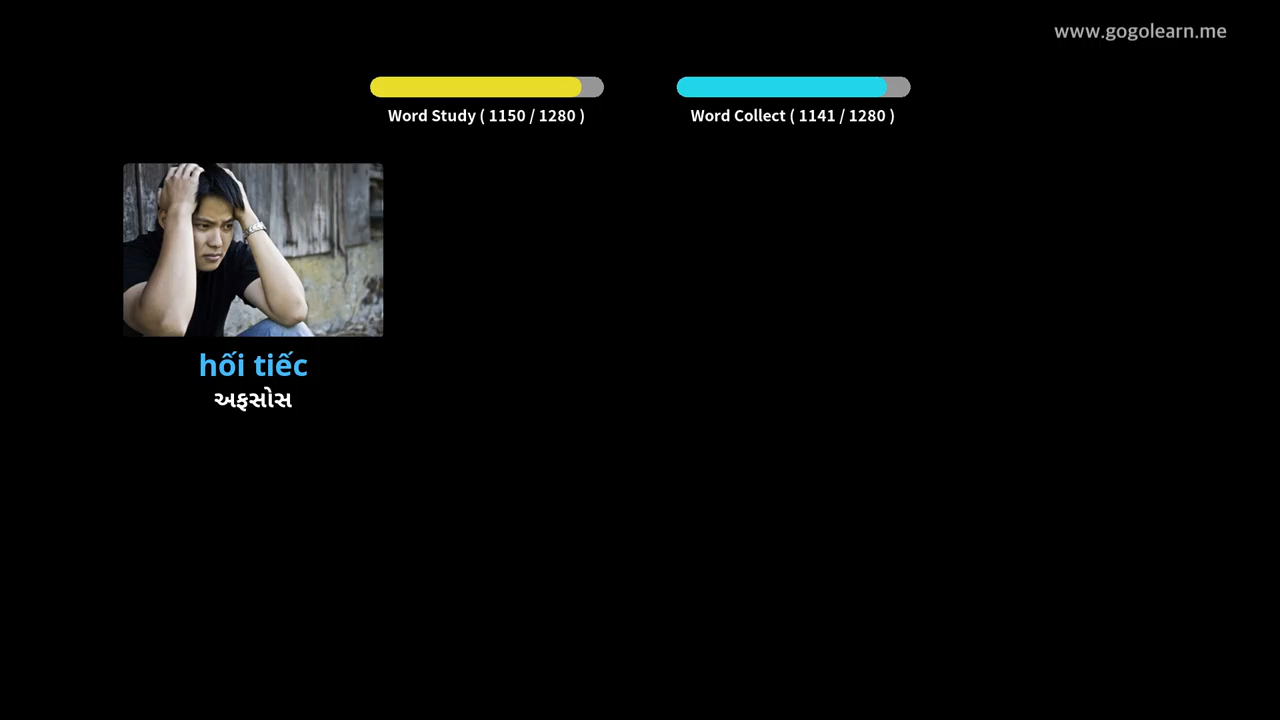 www.gogolearn.me
Word Study ( 1150 / 1280 )
Word Collect ( 1141 / 1280 )
hối tiếc
અફસોસ